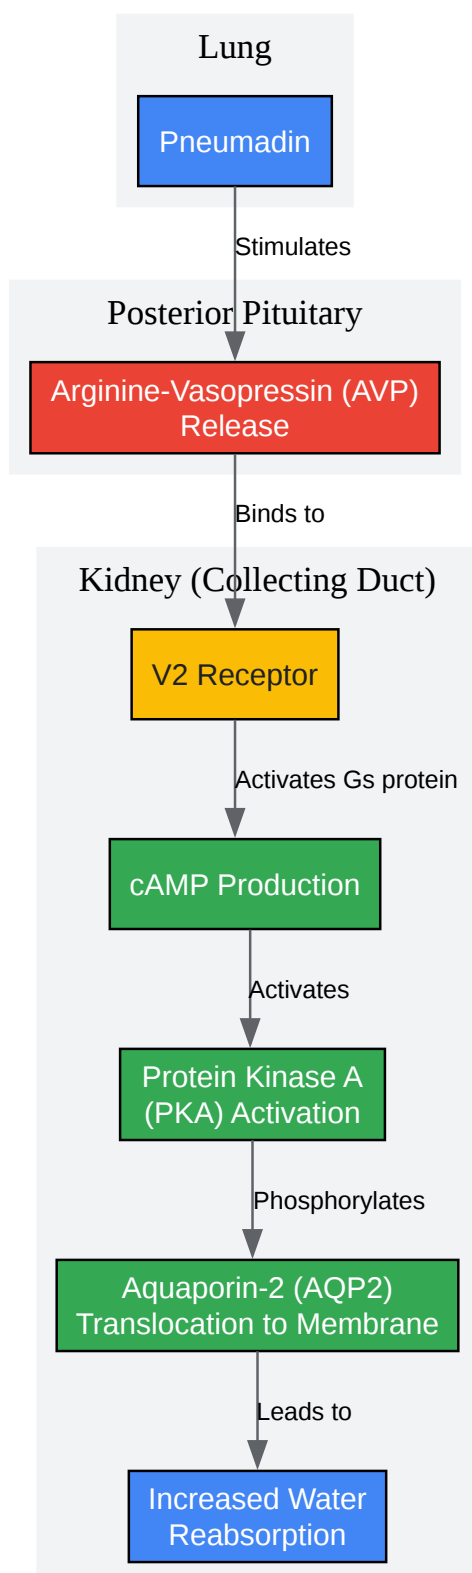 Lung
Pneumadin
Stimulates
Posterior Pituitary
Arginine-Vasopressin (AVP)
Release
Binds to
Kidney (Collecting Duct)
V2 Receptor
Activates Gs protein
cAMP Production
Activates
Protein Kinase A
(PKA) Activation
Phosphorylates
Aquaporin-2 (AQP2)
Translocation to Membrane
Leads to
Increased Water
Reabsorption